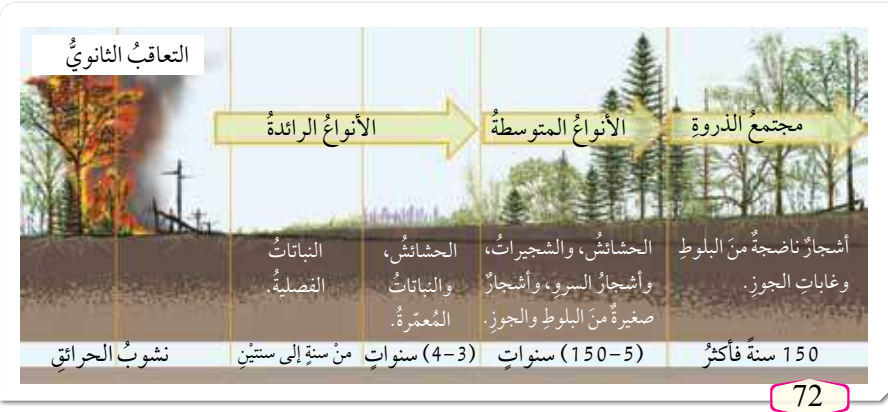 التعاقبُ الثانويُّ
مجتمعُ الذروةِ
الأنواعُ المتوسطةُ
الأنواعُ الرائدةُ
أشجارٌ ناضجةٌ منَ البلوطِ
وغاباتِ الجوزِ.
الحشائشُ، والشجيراتُ،
وأشجارُ السروِ، وأشجارٌ
صغيرةٌ منَ البلوطِ والجوزِ.
الحشائشُ،
والنباتاتُ
المُعمّرةُ.
النباتاتُ
الفصليةُ.
150 سنةً فأكثرُ
(5-150) سنواتٍ
(3-4) سنواتٍ
منْ سنةٍ إلى سنتيْنِ
نشوبُ الحرائقِ
72